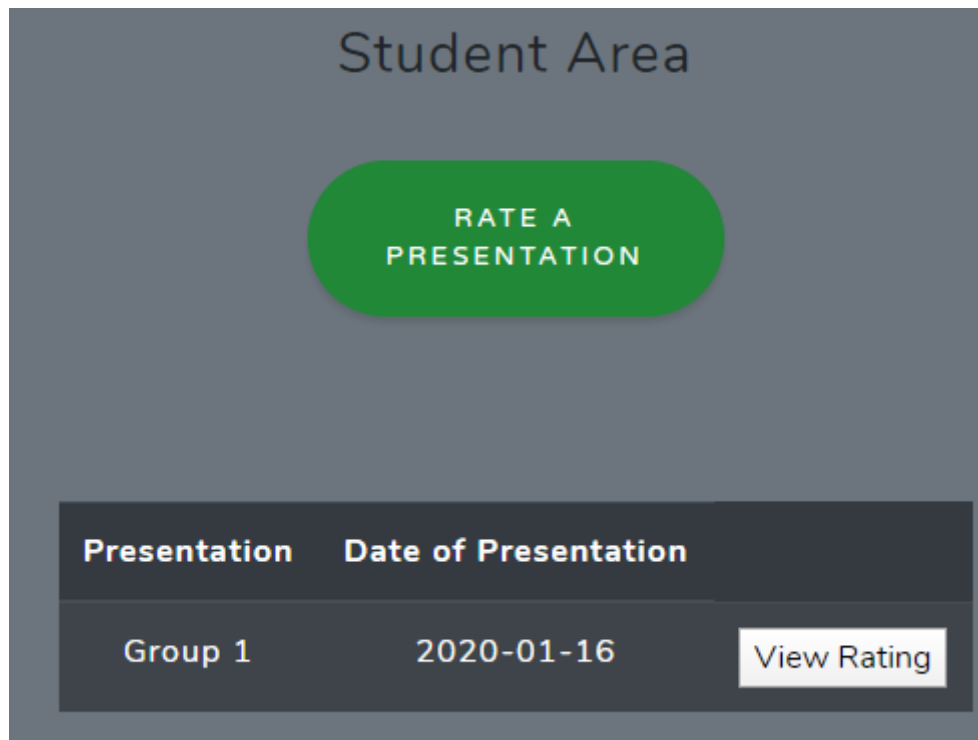 Student Area
RATE A
PRESENTATION
Presentation Date of Presentation
Group 1 2020-01-16 View Rating